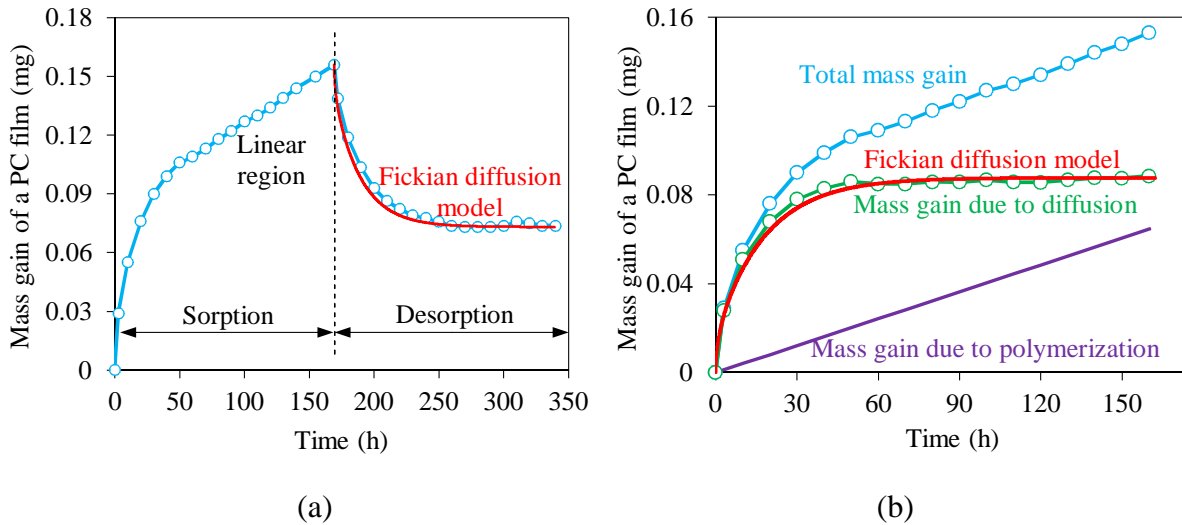 Mass gain of a PC film (mg)
0.18
0.15
0.12
0.09
0.06
0.03
0
Linear
region
Fickian diffusion
model
Sorption
Desorption
0
50
100
150
200
250
300
350
Time (h)
(a)
Mass gain of a PC film (mg)
0.16
0.12
0.08
0.04
0
Total mass gain
Fickian diffusion model
Mass gain due to diffusion
Mass gain due to polymerization
0
30
60
90
120
150
Time (h)
(b)